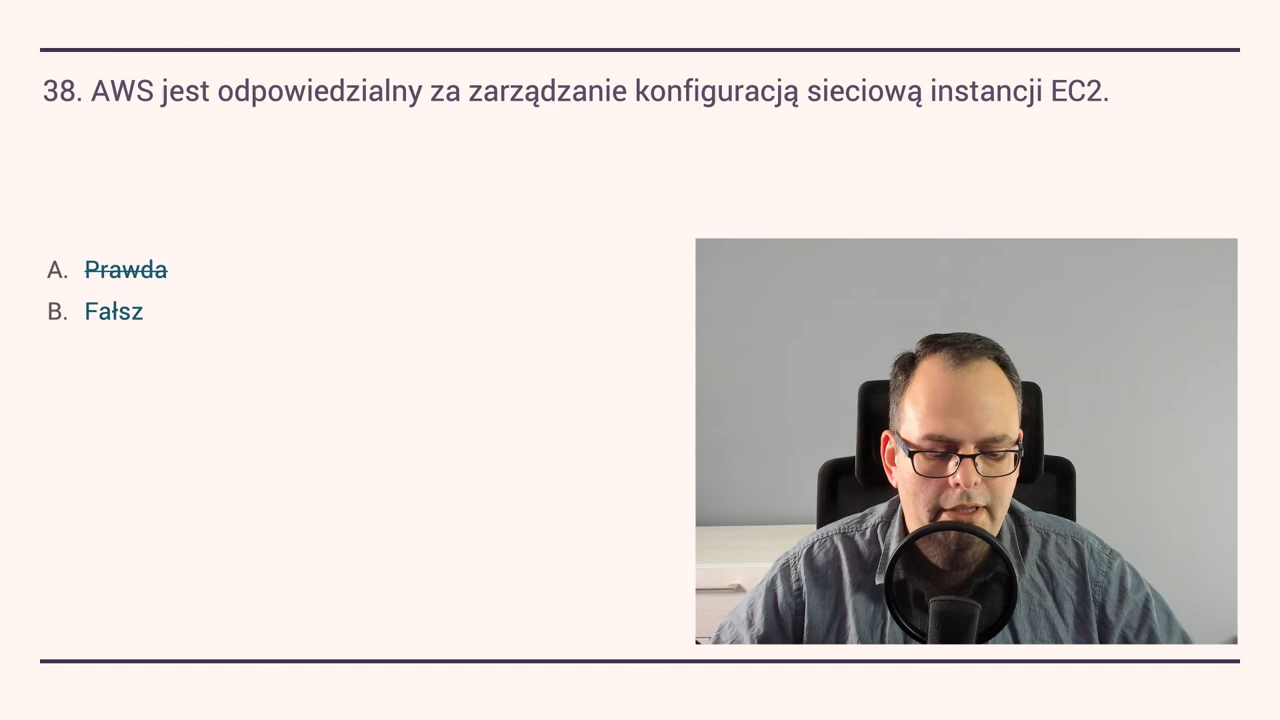 38. AWS jest odpowiedzialny za zarządzanie konfiguracją sieciową instancji EC2.
A. Prawda
B. Fałsz